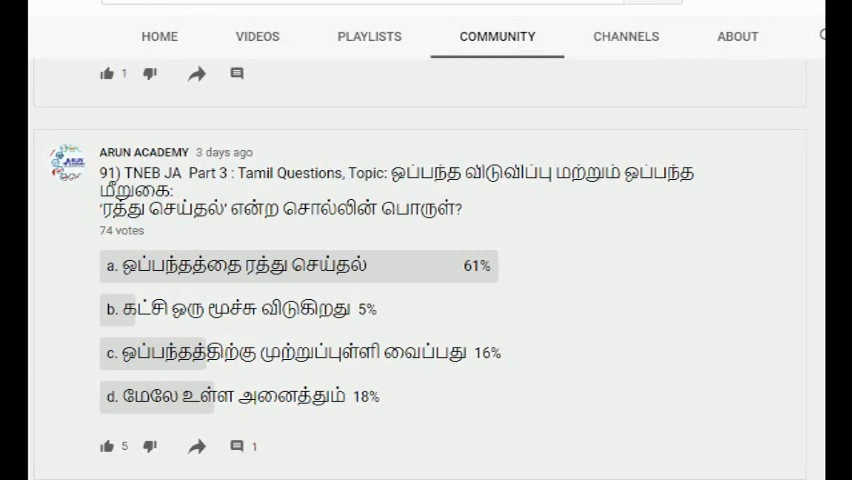 HOME VIDEOS PLAYLISTS COMMUNITY CHANNELS ABOUT
1
ARUN ACADEMY 3 days ago
91) TNEB JA Part 3 : Tamil Questions, Topic: ஒப்பந்த விடுவிப்பு மற்றும் ஒப்பந்த
மீறுகை:
'ரத்து செய்தல்' என்ற சொல்லின் பொருள்?
74 votes
a. ஒப்பந்தத்தை ரத்து செய்தல் 61%
b. கட்சி ஒரு மூச்சு விடுகிறது 5%
c. ஒப்பந்தத்திற்கு முற்றுப்புள்ளி வைப்பது 16%
d. மேலே உள்ள அனைத்தும் 18%
5 1